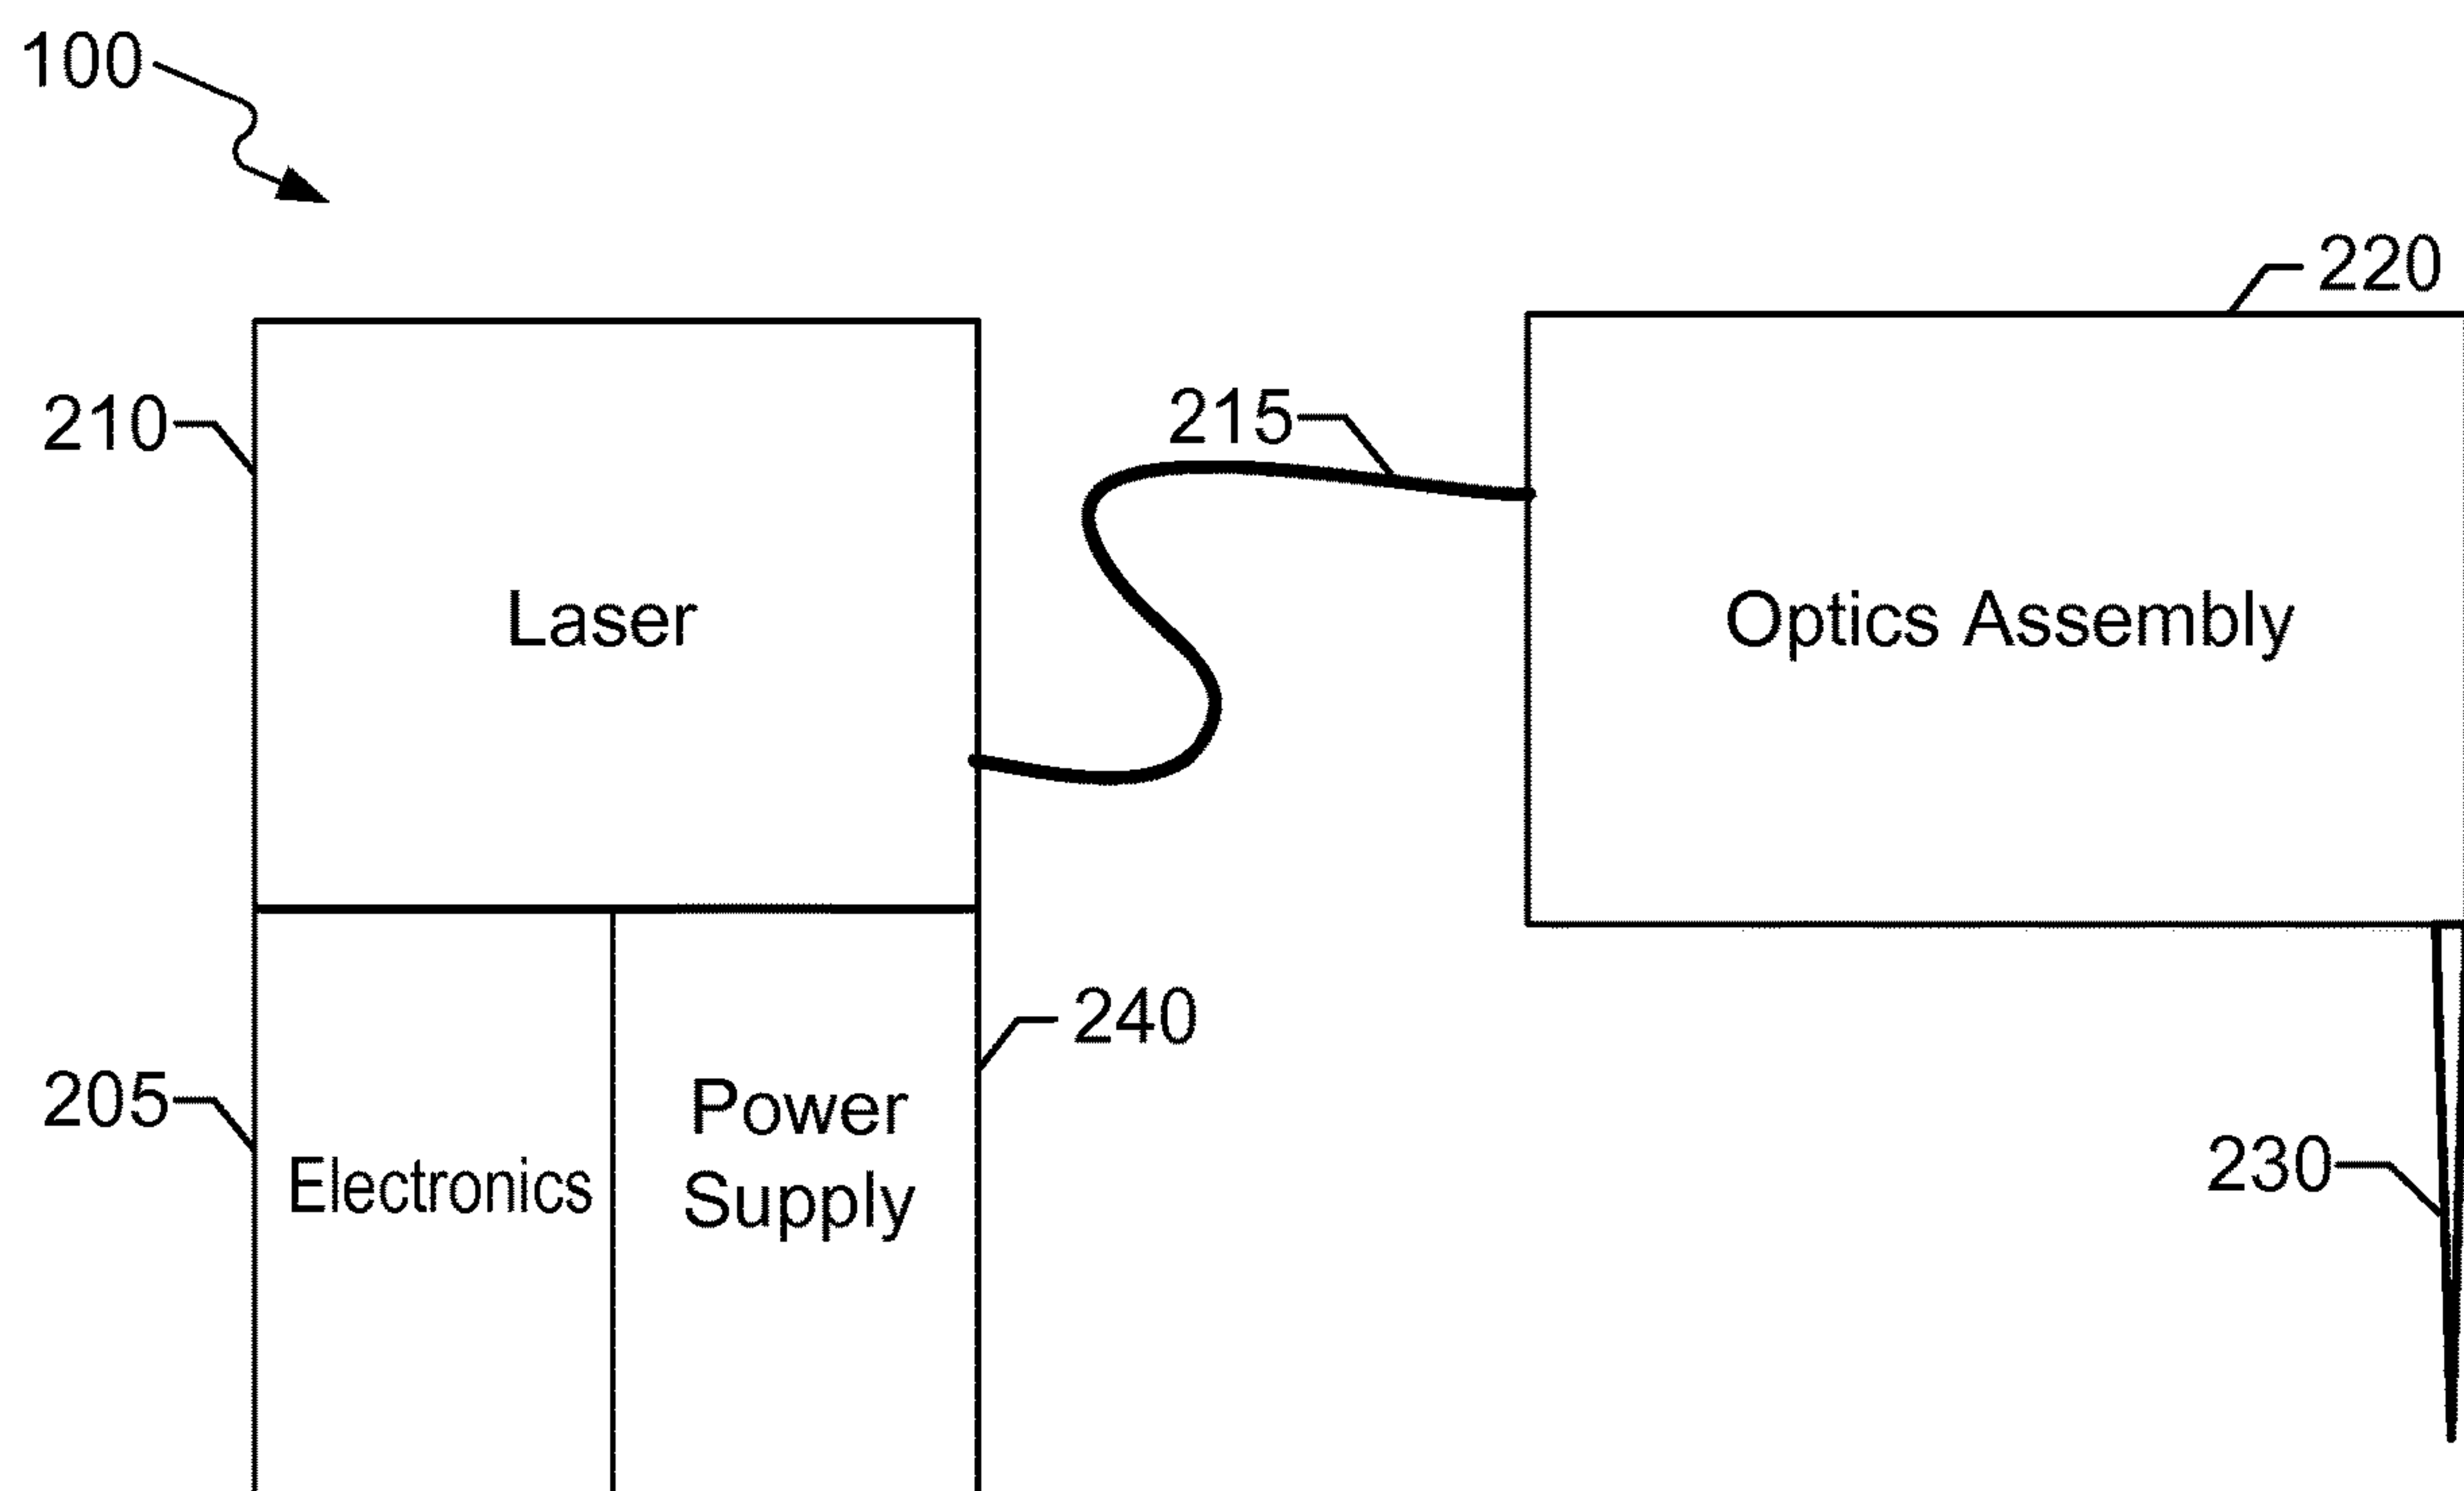 100
220
210
215
Laser
Optics Assembly
240
205
Power
Supply
Electronics
230